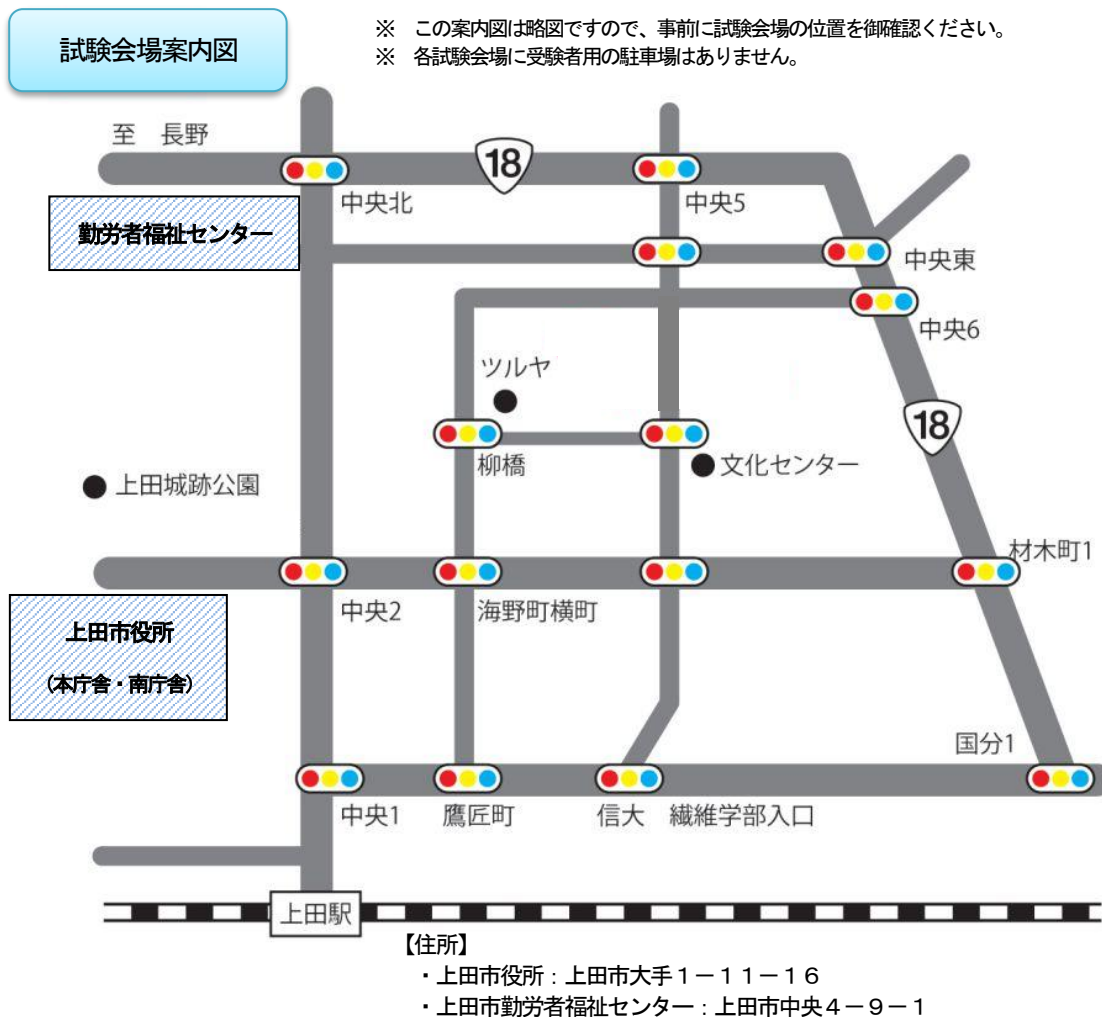 試験会場案内図
※　この案内図は略図ですので、事前に試験会場の位置を御確認ください。
※　各試験会場に受験者用の駐車場はありません。
至　長野
18
中央北
中央5
勤労者福祉センター
中央東
中央6
ツルヤ
18
柳橋
文化センター
上田城跡公園
材木町1
中央2
海野町横町
上田市役所
（本庁舎・南庁舎）
国分1
中央1
鷹匠町
信大　繊維学部入口
上田駅
【住所】
・上田市役所：上田市大手１－１１－１６
・上田市勤労者福祉センター：上田市中央４－９－１